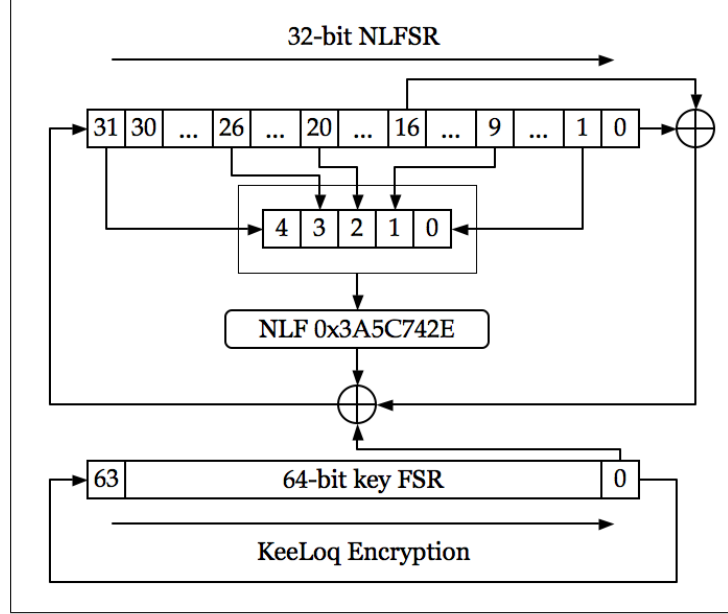 32-bit NLFSR
31 30 ... 26 ... 20 ... 16 ... 9 ... 1 0
4 3 2 1 0
NLF 0x3A5C742E
63 64-bit key FSR 0
KeeLoq Encryption